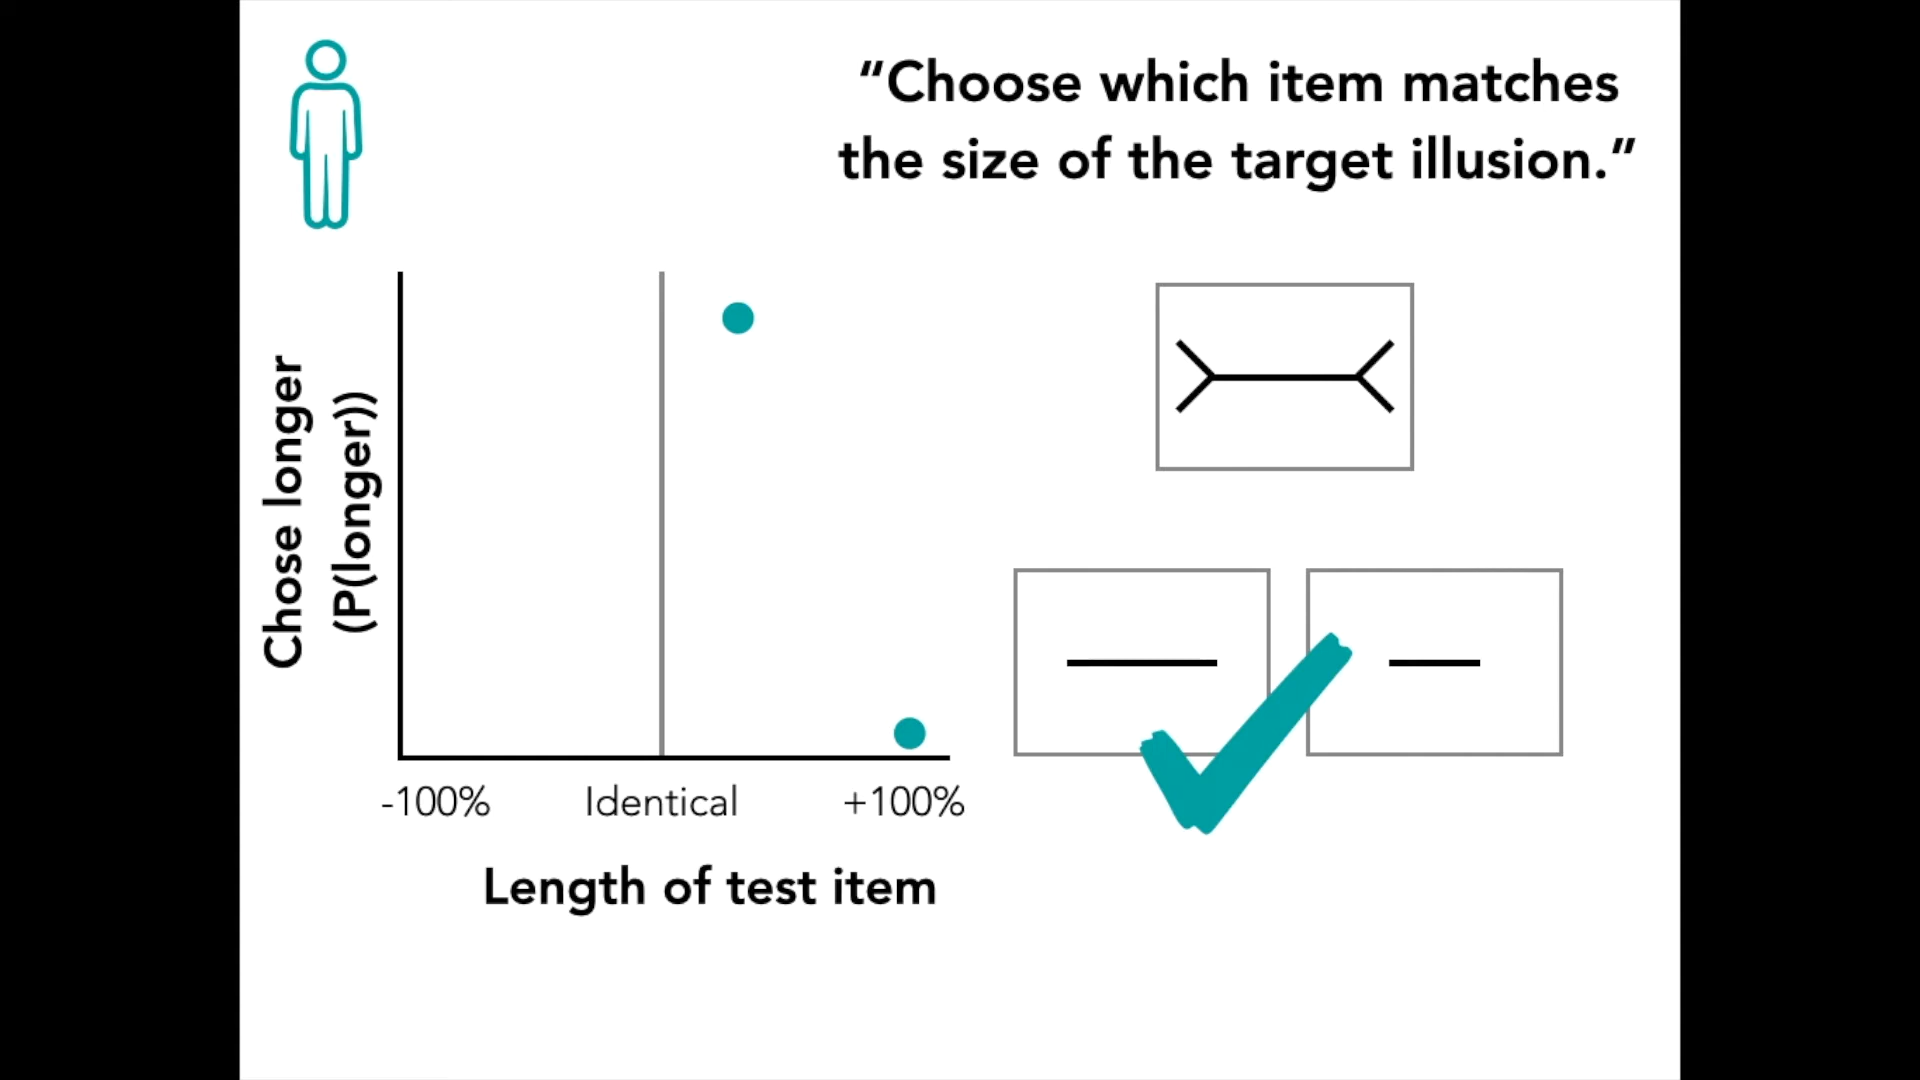 “Choose which item matches
the size of the target illusion.”
Chose longer
(P(longer))
-100%
Identical
+100%
Length of test item